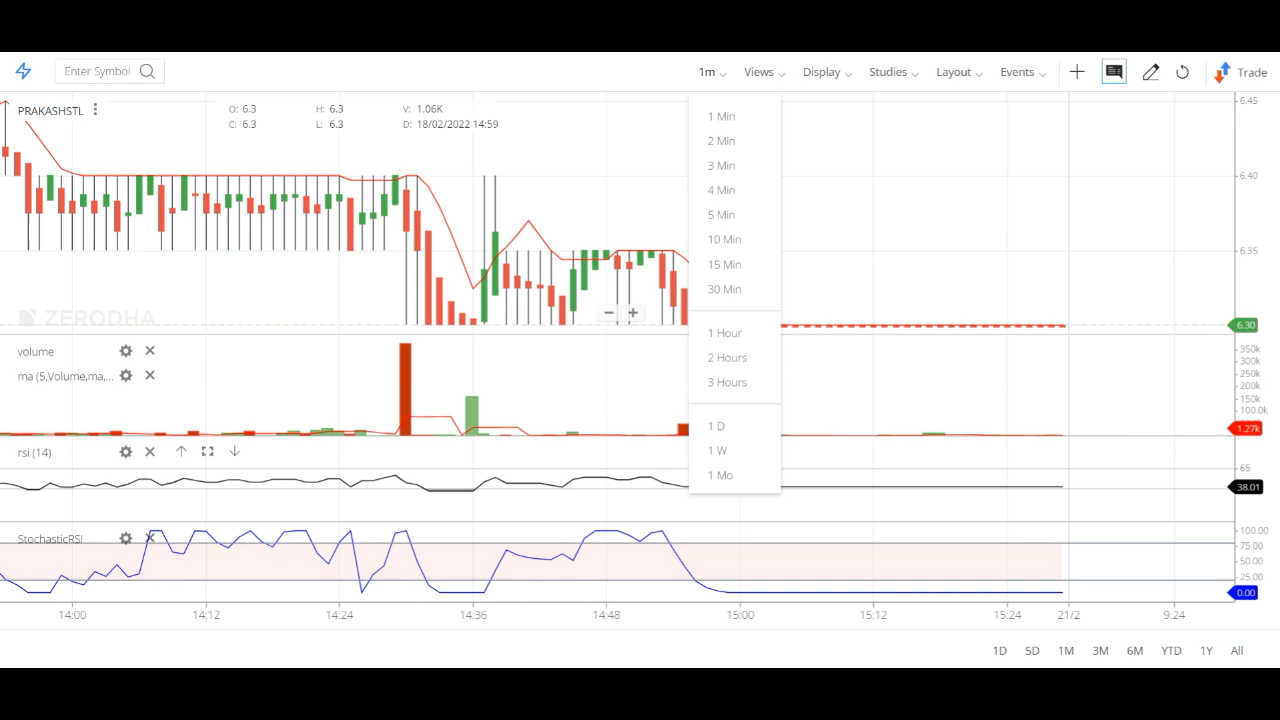 Enter Symbol
1m Views Display Studies Layout Events Trade
PRAKASHSTL
O: 6.3 H: 6.3 V: 1.06K
C: 6.3 L: 6.3 D: 18/02/2022 14:59
1 Min
2 Min
3 Min
4 Min
5 Min
10 Min
15 Min
30 Min
1 Hour
2 Hours
3 Hours
1 D
1 W
1 Mo
6.45
6.40
6.35
6.30
ZERODHA
volume
ma (5,Volume,ma,...
350k
300k
250k
200k
150k
100.0k
1.27k
rsi (14)
65
38.01
StochasticRSI
100.00
75.00
50.00
25.00
0.00
14:00 14:12 14:24 14:36 14:48 15:00 15:12 15:24 21/2 9:24
1D 5D 1M 3M 6M YTD 1Y All